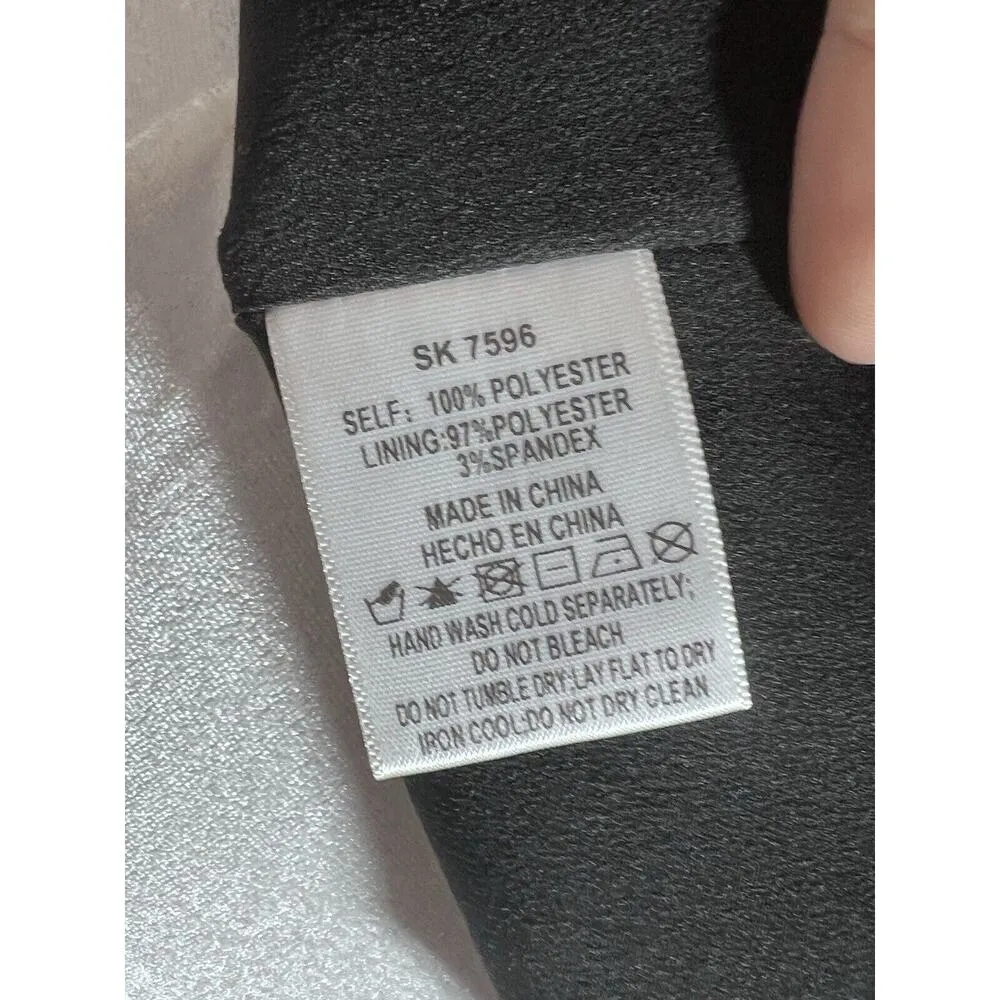 SK 7596
SELF: 100% POLYESTER
LINING:97%POLYESTER
3%SPANDEX
MADE IN CHINA
HECHO EN CHINA
HAND WASH COLD SEPARATELY;
DO NOT BLEACH
DO NOT TUMBLE DRY;LAY FLAT TO DRY
IRON COOL:DO NOT DRY CLEAN